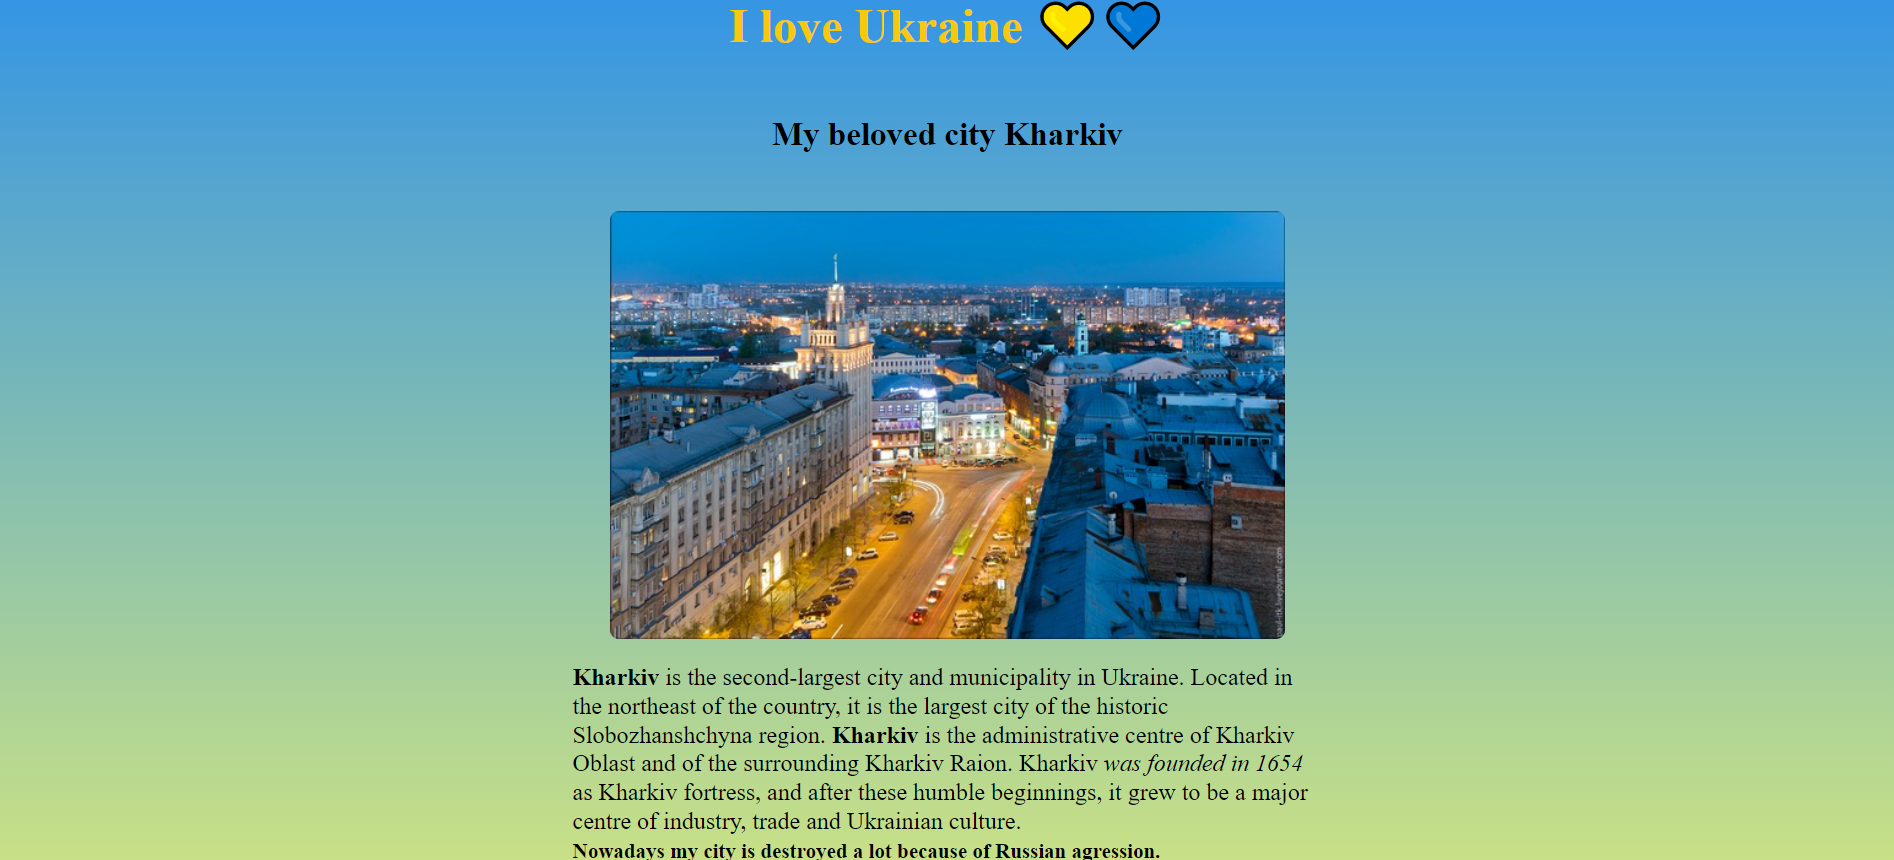 I love Ukraine 💛💙
My beloved city Kharkiv
Kharkiv is the second-largest city and municipality in Ukraine. Located in
the northeast of the country, it is the largest city of the historic
Slobozhanshchyna region. Kharkiv is the administrative centre of Kharkiv
Oblast and of the surrounding Kharkiv Raion. Kharkiv was founded in 1654
as Kharkiv fortress, and after these humble beginnings, it grew to be a major
centre of industry, trade and Ukrainian culture.
Nowadays my city is destroyed a lot because of Russian agression.